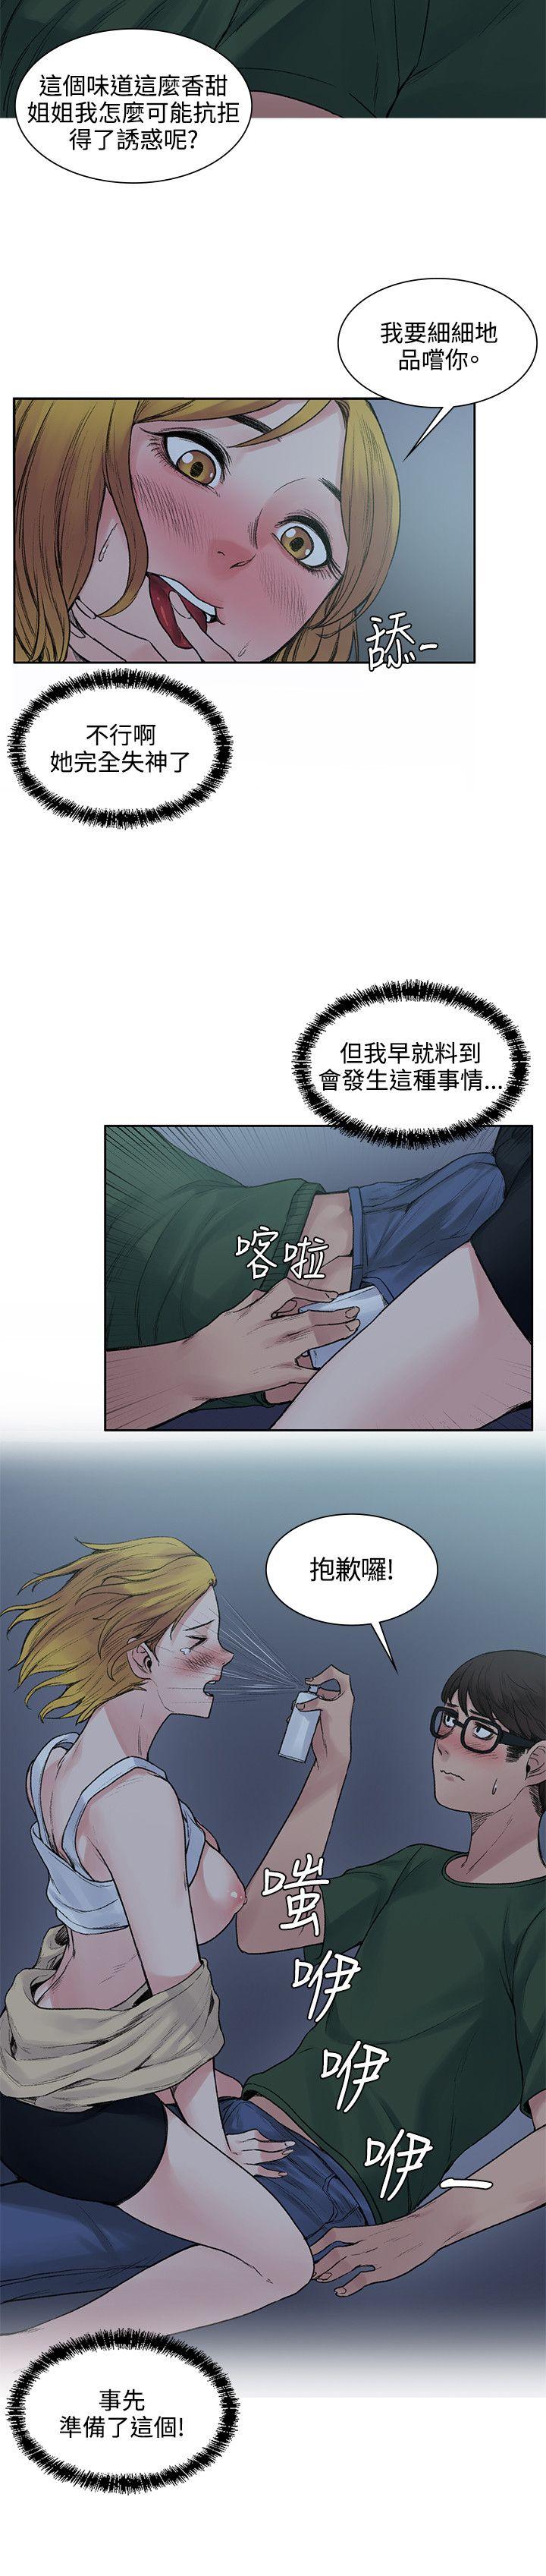 這個味道這麼香甜
姐姐我怎麼可能抗拒
得了誘惑呢?
我要細細地
品嚐你。
舔~
不行啊
她完全失神了
但我早就料到
會發生這種事情...
喀啦
抱歉囉!
嗤
咿
咿
咿—
事先
準備了這個!